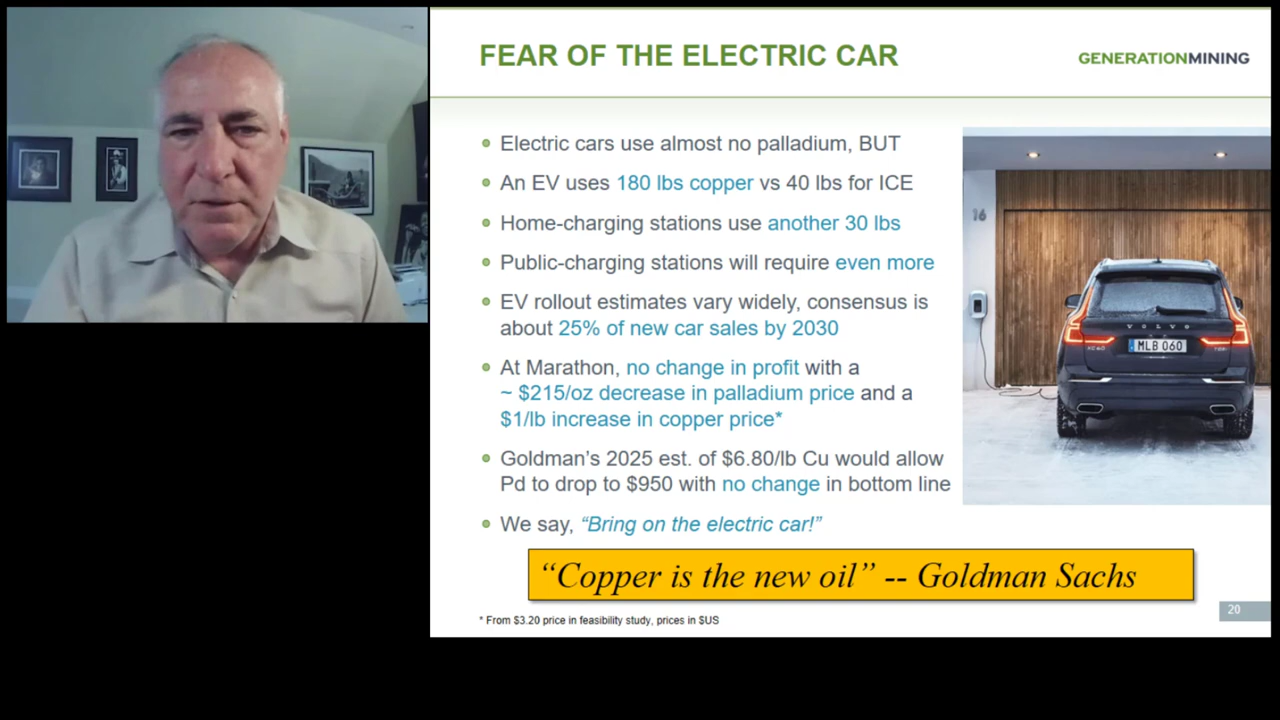 FEAR OF THE ELECTRIC CAR
GENERATIONMINING
Electric cars use almost no palladium, BUT
An EV uses 180 lbs copper vs 40 lbs for ICE
Home-charging stations use another 30 lbs
Public-charging stations will require even more
EV rollout estimates vary widely, consensus is
about 25% of new car sales by 2030
At Marathon, no change in profit with a
~ $215/oz decrease in palladium price and a
$1/lb increase in copper price*
Goldman's 2025 est. of $6.80/lb Cu would allow
Pd to drop to $950 with no change in bottom line
We say, “Bring on the electric car!”
16
VOLVO
XC60
MLB 060
“Copper is the new oil” -- Goldman Sachs
* From $3.20 price in feasibility study, prices in $US
20